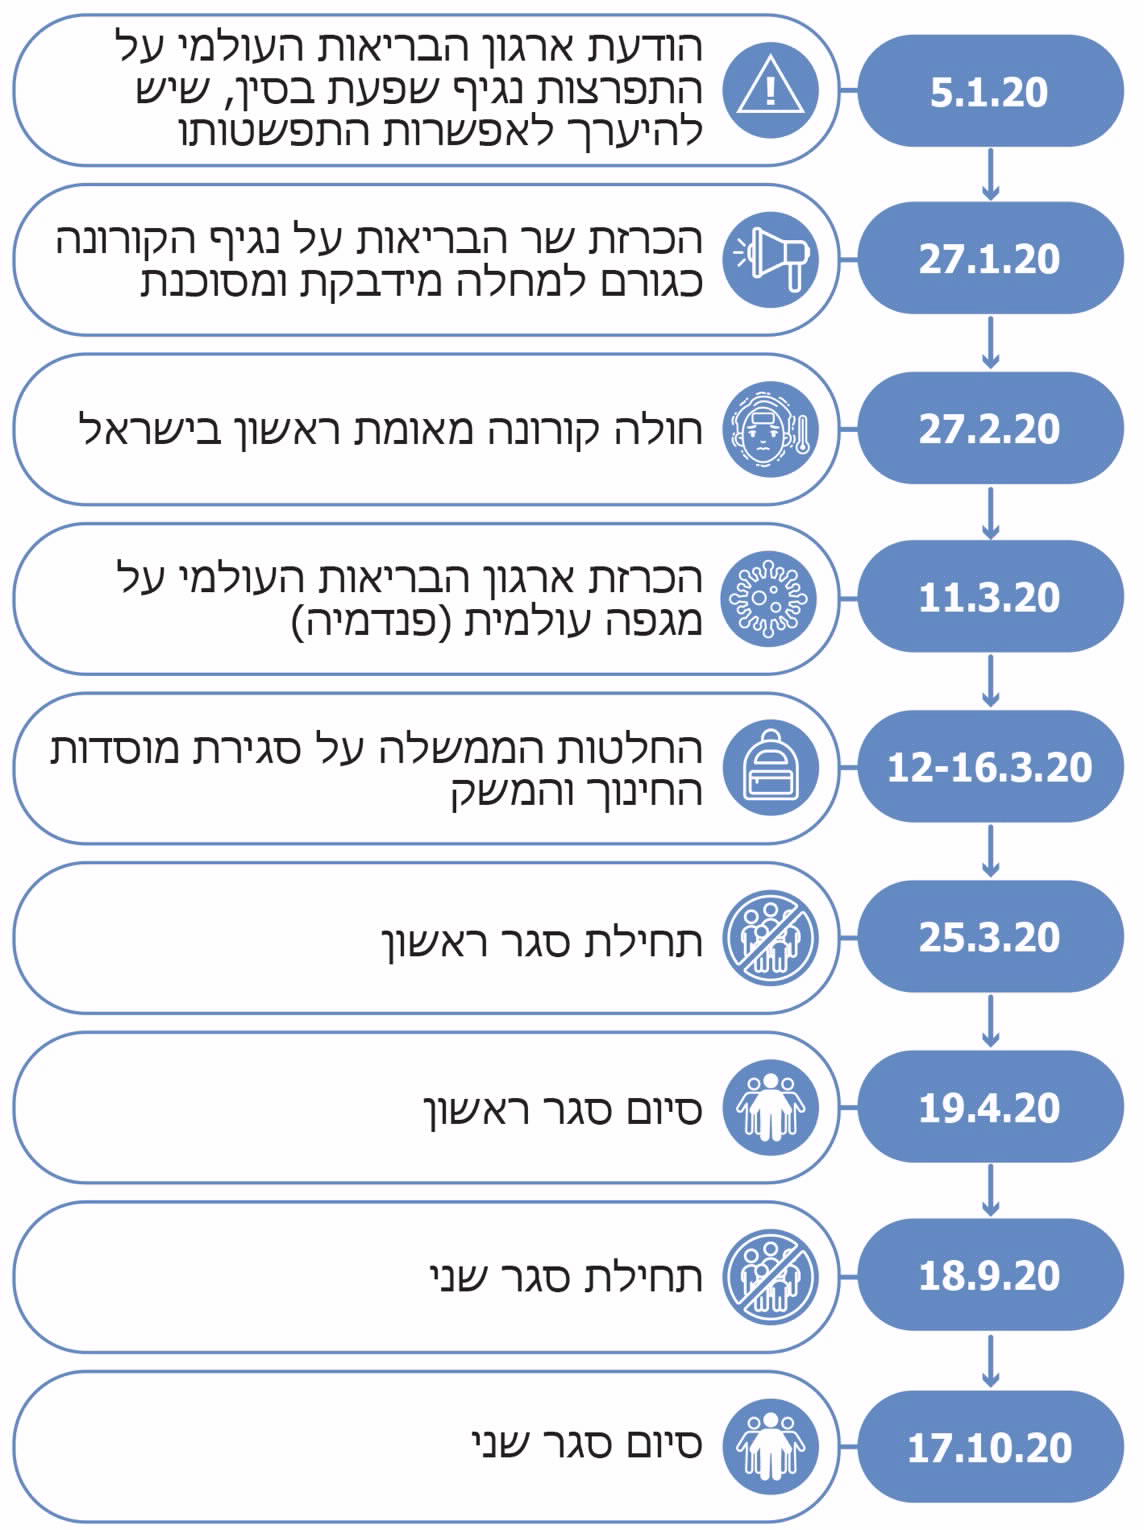 5.1.20
הודעת ארגון הבריאות העולמי על
התפרצות נגיף שפעת בסין, שיש
להיערך לאפשרות התפשטותו
27.1.20
הכרזת שר הבריאות על נגיף הקורונה
כגורם למחלה מידבקת ומסוכנת
27.2.20
חולה קורונה מאומת ראשון בישראל
11.3.20
הכרזת ארגון הבריאות העולמי על
מגפה עולמית (פנדמיה)
12-16.3.20
החלטות הממשלה על סגירת מוסדות
החינוך והמשק
25.3.20
תחילת סגר ראשון
19.4.20
סיום סגר ראשון
18.9.20
תחילת סגר שני
17.10.20
סיום סגר שני